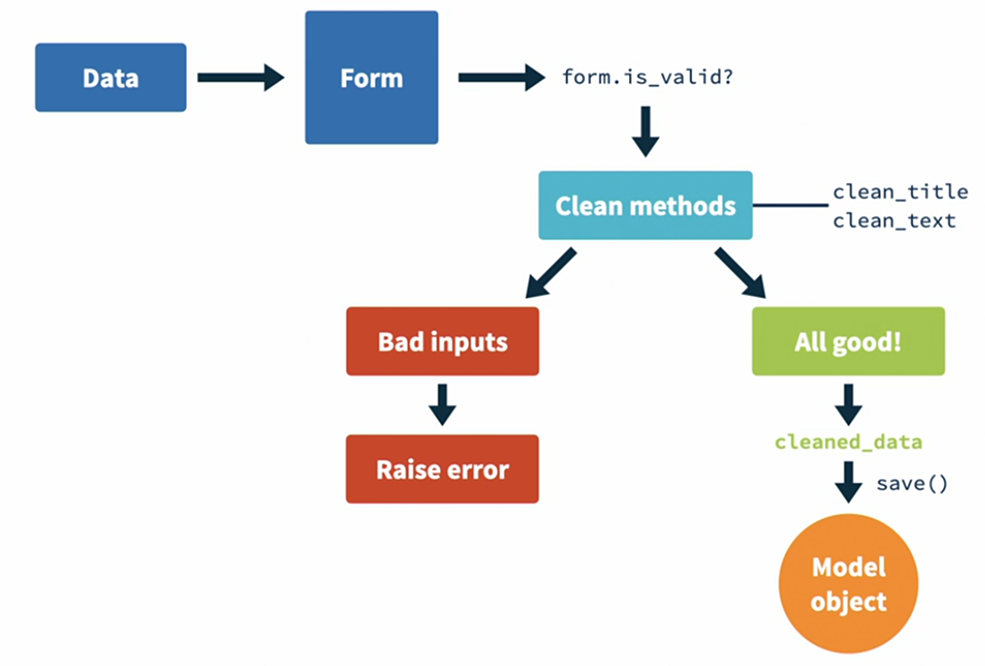 Data
Form
form.is_valid?
Clean methods
clean_title
clean_text
Bad inputs
All good!
Raise error
cleaned_data
save()
Model
object